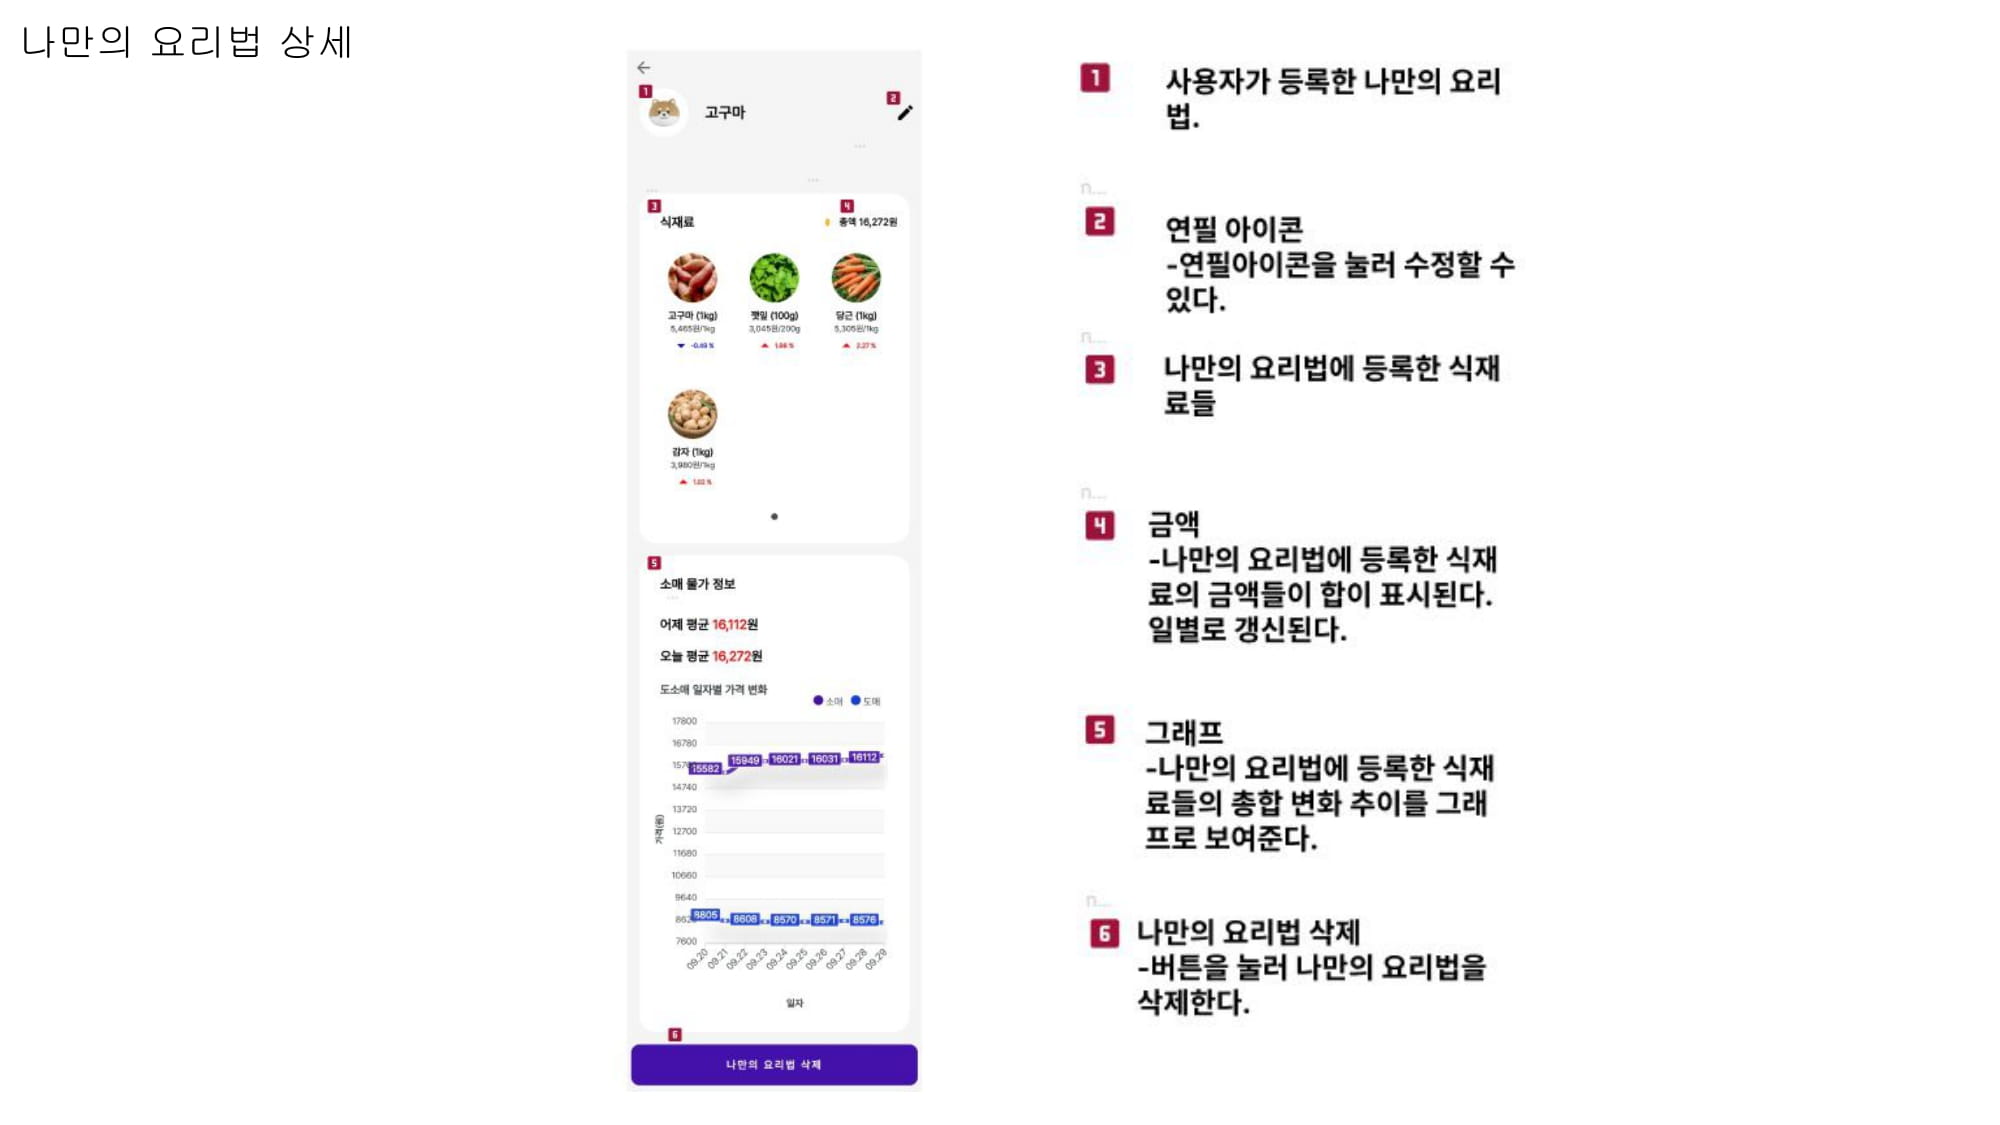 나만의 요리법 상세
1
고구마
2
3
식재료
4
총액 16,272원
고구마 (1kg)
5,465원/1kg
-0.49 %
깻잎 (100g)
3,045원/200g
1.98 %
당근 (1kg)
5,305원/1kg
2.27 %
감자 (1kg)
3,980원/1kg
1.02 %
5
소매 물가 정보
어제 평균 16,112원
오늘 평균 16,272원
도소매 일자별 가격 변화
소매 도매
17800
16780
14740
13720
12700
11680
10660
9640
7600
15582 15949 16021 16031 16112
8805 8608 8570 8571 8576
가격(원)
09.20 09.21 09.22 09.23 09.24 09.25 09.26 09.27 09.28 09.29
일자
6
나만의 요리법 삭제
1
사용자가 등록한 나만의 요리
법.
n...
2
연필 아이콘
-연필아이콘을 눌러 수정할 수
있다.
n...
3
나만의 요리법에 등록한 식재
료들
n...
4
금액
-나만의 요리법에 등록한 식재
료의 금액들이 합이 표시된다.
일별로 갱신된다.
5
그래프
-나만의 요리법에 등록한 식재
료들의 총합 변화 추이를 그래
프로 보여준다.
n...
6
나만의 요리법 삭제
-버튼을 눌러 나만의 요리법을
삭제한다.